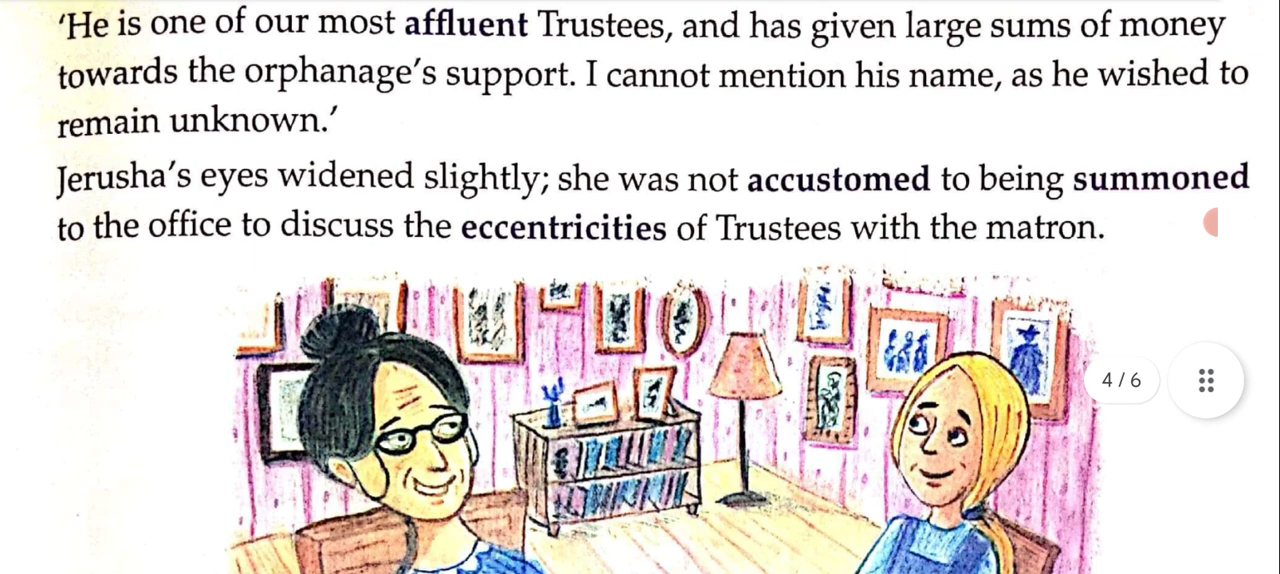 ‘He is one of our most affluent Trustees, and has given large sums of money
towards the orphanage’s support. I cannot mention his name, as he wished to
remain unknown.’
Jerusha’s eyes widened slightly; she was not accustomed to being summoned
to the office to discuss the eccentricities of Trustees with the matron.
4 / 6